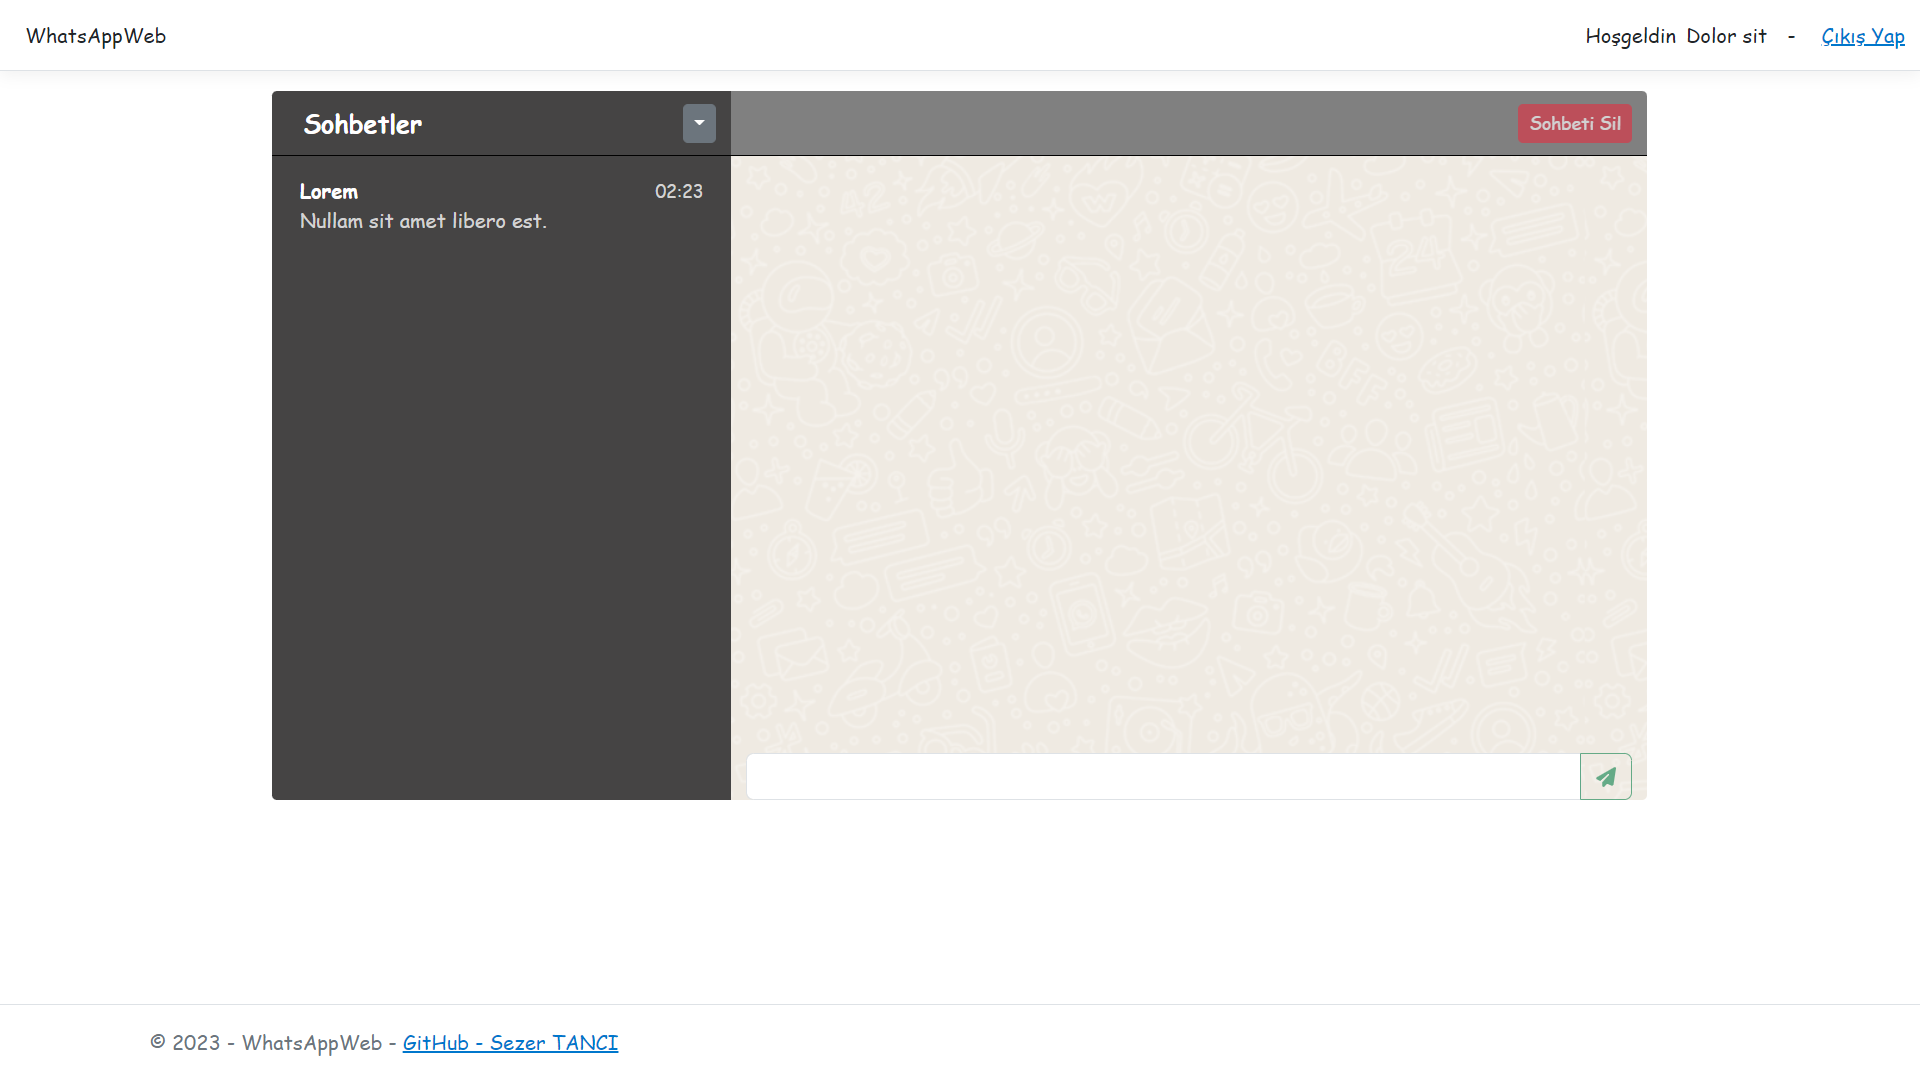 WhatsAppWeb
Hoşgeldin Dolor sit - Çıkış Yap
Sohbetler
Sohbeti Sil
Lorem 02:23
Nullam sit amet libero est.
© 2023 - WhatsAppWeb - GitHub - Sezer TANCI